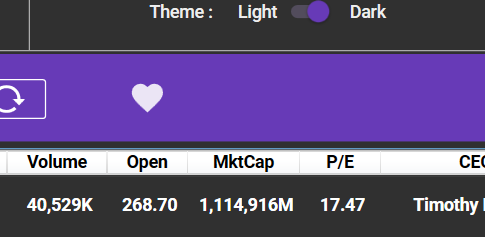 Theme : Light Dark
Volume Open MktCap P/E
40,529K 268.70 1,114,916M 17.47 Timothy